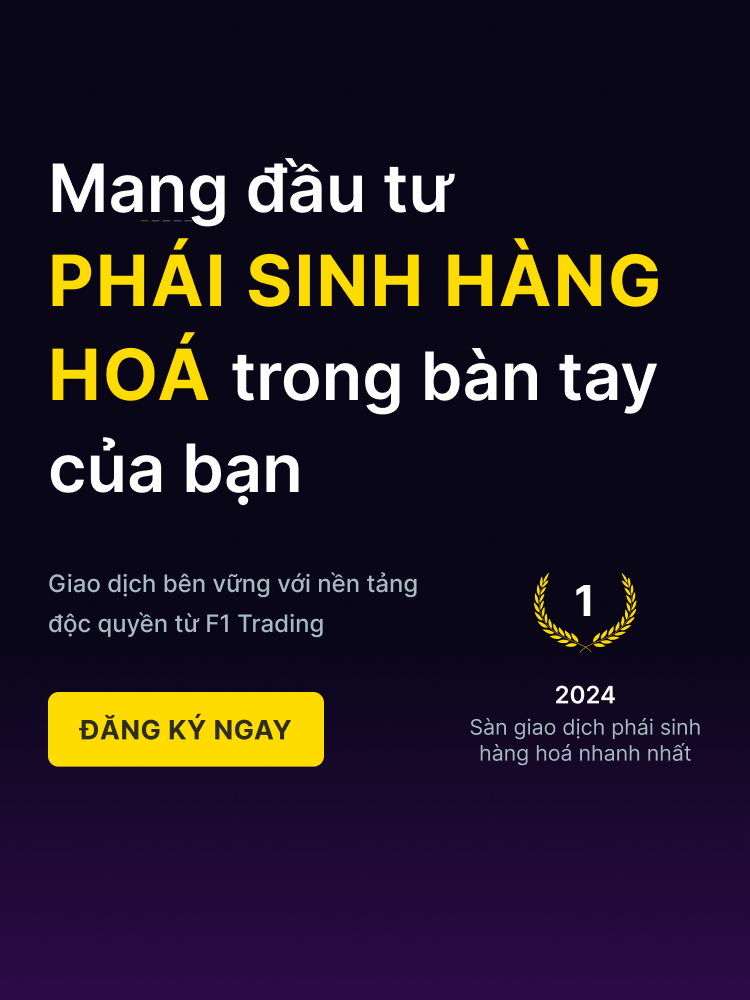 Mang đầu tư
PHÁI SINH HÀNG
HOÁ trong bàn tay
của bạn
Giao dịch bên vững với nền tảng
độc quyền từ F1 Trading
ĐĂNG KÝ NGAY
1
2024
Sàn giao dịch phái sinh
hàng hoá nhanh nhất